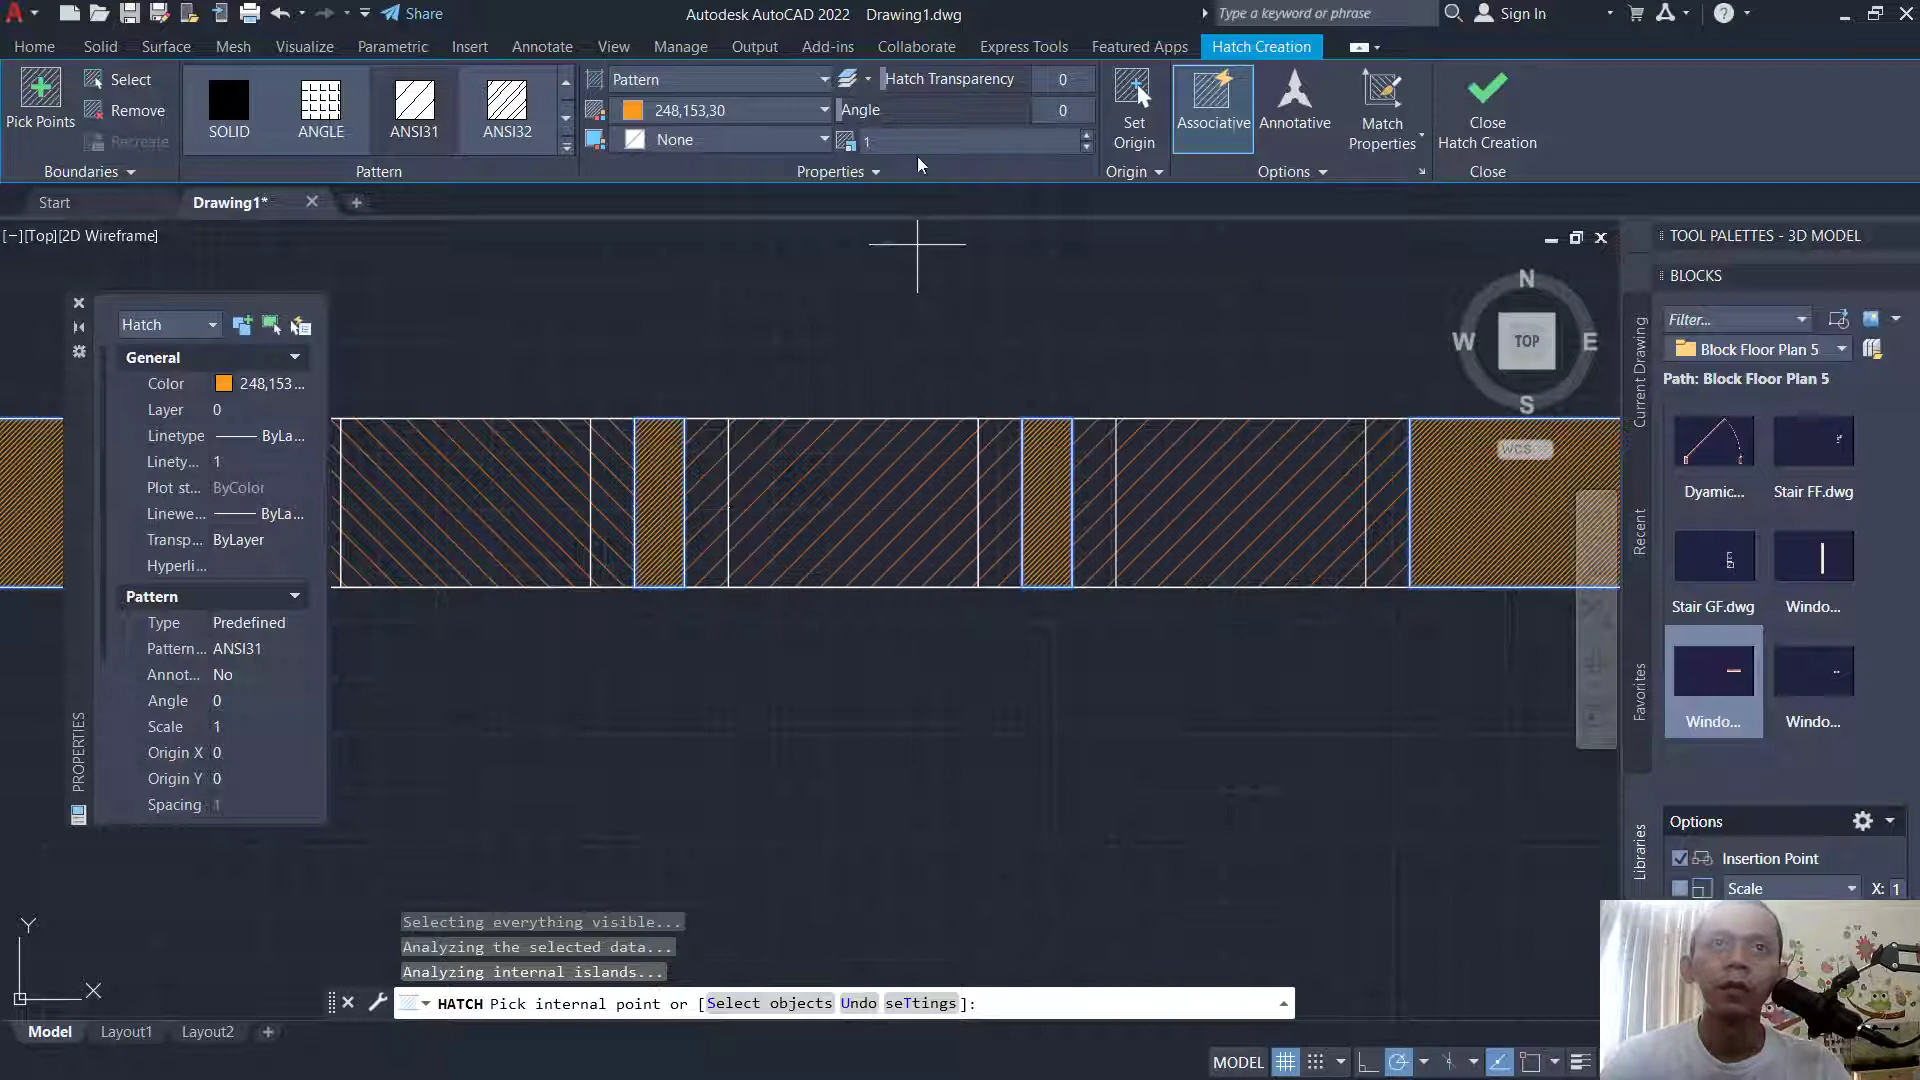 Share
Autodesk AutoCAD 2022 Drawing1.dwg
Type a keyword or phrase
Sign In
Home Solid Surface Mesh Visualize Parametric Insert Annotate View Manage Output Add-ins Collaborate Express Tools Featured Apps Hatch Creation
Pick Points
Select
Remove
Recreate
Boundaries
SOLID
ANGLE
ANSI31
ANSI32
Pattern
Pattern
248,153,30
None
Hatch Transparency 0
Angle 0
1
Properties
Set
Origin
Origin
Associative
Annotative
Match
Properties
Options
Close
Hatch Creation
Close
Start
Drawing1*
[−][Top][2D Wireframe]
Hatch
General
Color 248,153...
Layer 0
Linetype ByLa...
Linety... 1
Plot st... ByColor
Linewe... ByLa...
Transp... ByLayer
Hyperli...
Pattern
Type Predefined
Pattern... ANSI31
Annot... No
Angle 0
Scale 1
Origin X 0
Origin Y 0
Spacing 1
PROPERTIES
N
W TOP E
S
WCS
TOOL PALETTES - 3D MODEL
BLOCKS
Filter...
Block Floor Plan 5
Path: Block Floor Plan 5
Current Drawing
Recent
Favorites
Libraries
Dyamic... Stair FF.dwg
Stair GF.dwg Windo...
Windo... Windo...
Options
Insertion Point
Scale X: 1
Selecting everything visible...
Analyzing the selected data...
Analyzing internal islands...
HATCH Pick internal point or [Select objects Undo seTtings]:
Y
X
Model Layout1 Layout2
MODEL